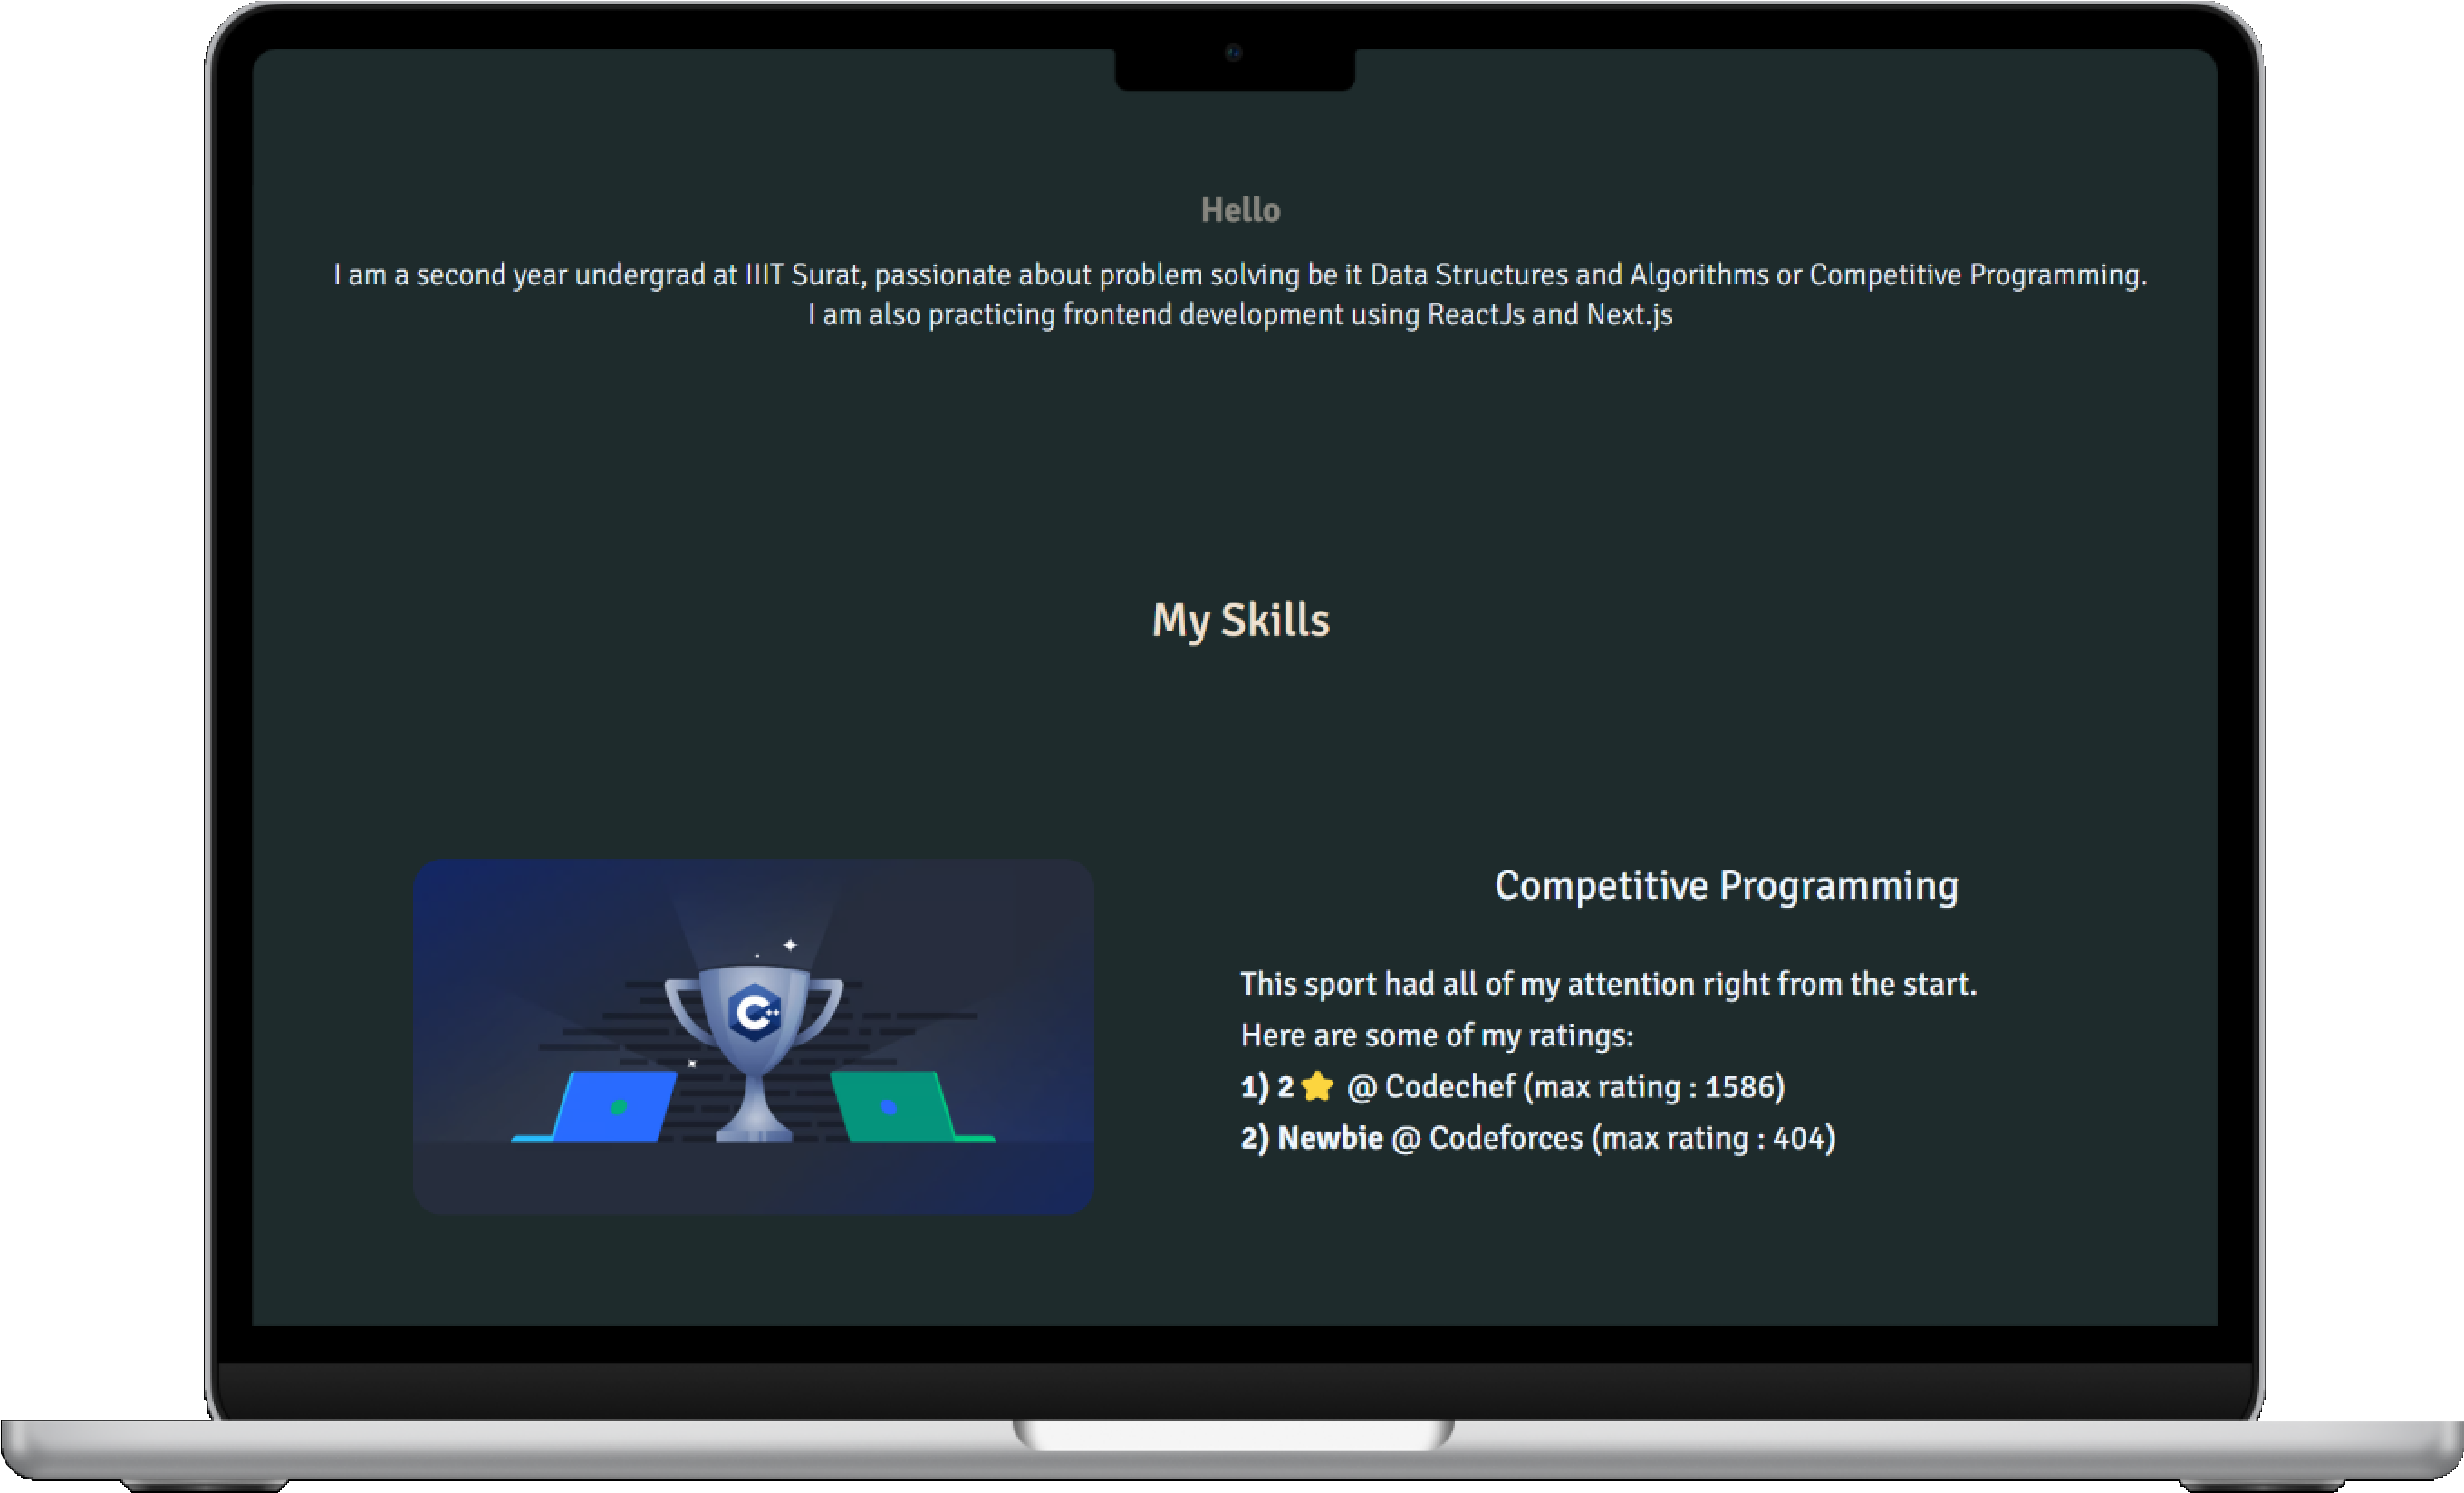 Hello
I am a second year undergrad at IIIT Surat, passionate about problem solving be it Data Structures and Algorithms or Competitive Programming.
I am also practicing frontend development using ReactJs and Next.js
My Skills
C++
Competitive Programming
This sport had all of my attention right from the start.
Here are some of my ratings:
1) 2 ⭐ @ Codechef (max rating : 1586)
2) Newbie @ Codeforces (max rating : 404)